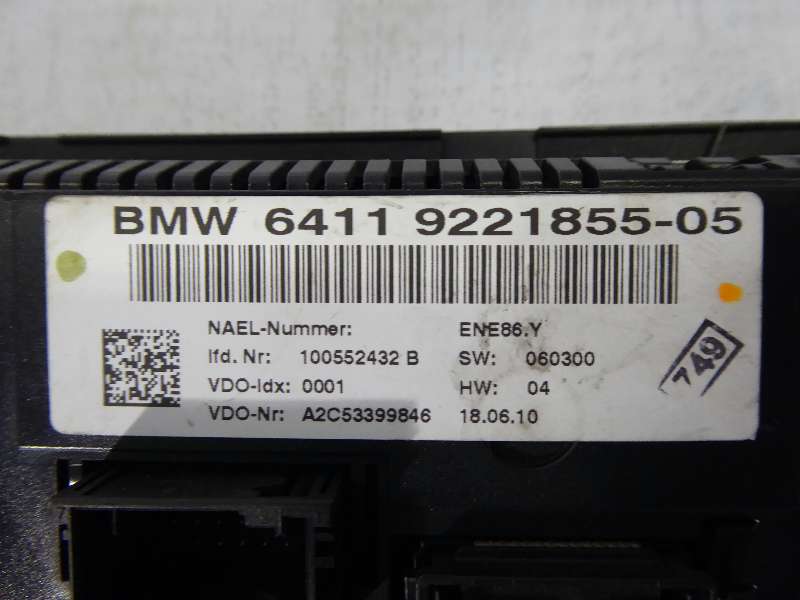 BMW 6411 9221855-05
NAEL-Nummer: ENE86.Y
lfd. Nr: 100552432 B SW: 060300
VDO-Idx: 0001 HW: 04
VDO-Nr: A2C53399846 18.06.10
749